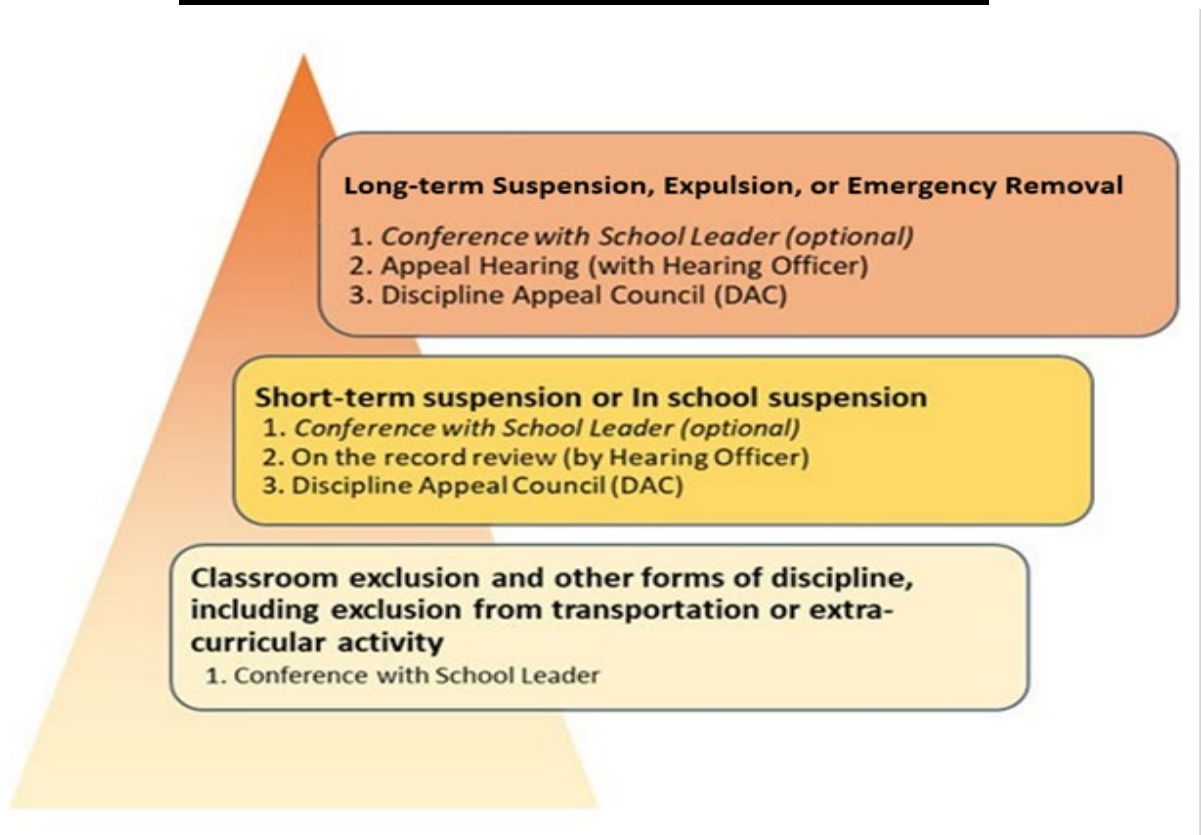 Long-term Suspension, Expulsion, or Emergency Removal
1. Conference with School Leader (optional)
2. Appeal Hearing (with Hearing Officer)
3. Discipline Appeal Council (DAC)
Short-term suspension or In school suspension
1. Conference with School Leader (optional)
2. On the record review (by Hearing Officer)
3. Discipline Appeal Council (DAC)
Classroom exclusion and other forms of discipline,
including exclusion from transportation or extra-
curricular activity
1. Conference with School Leader